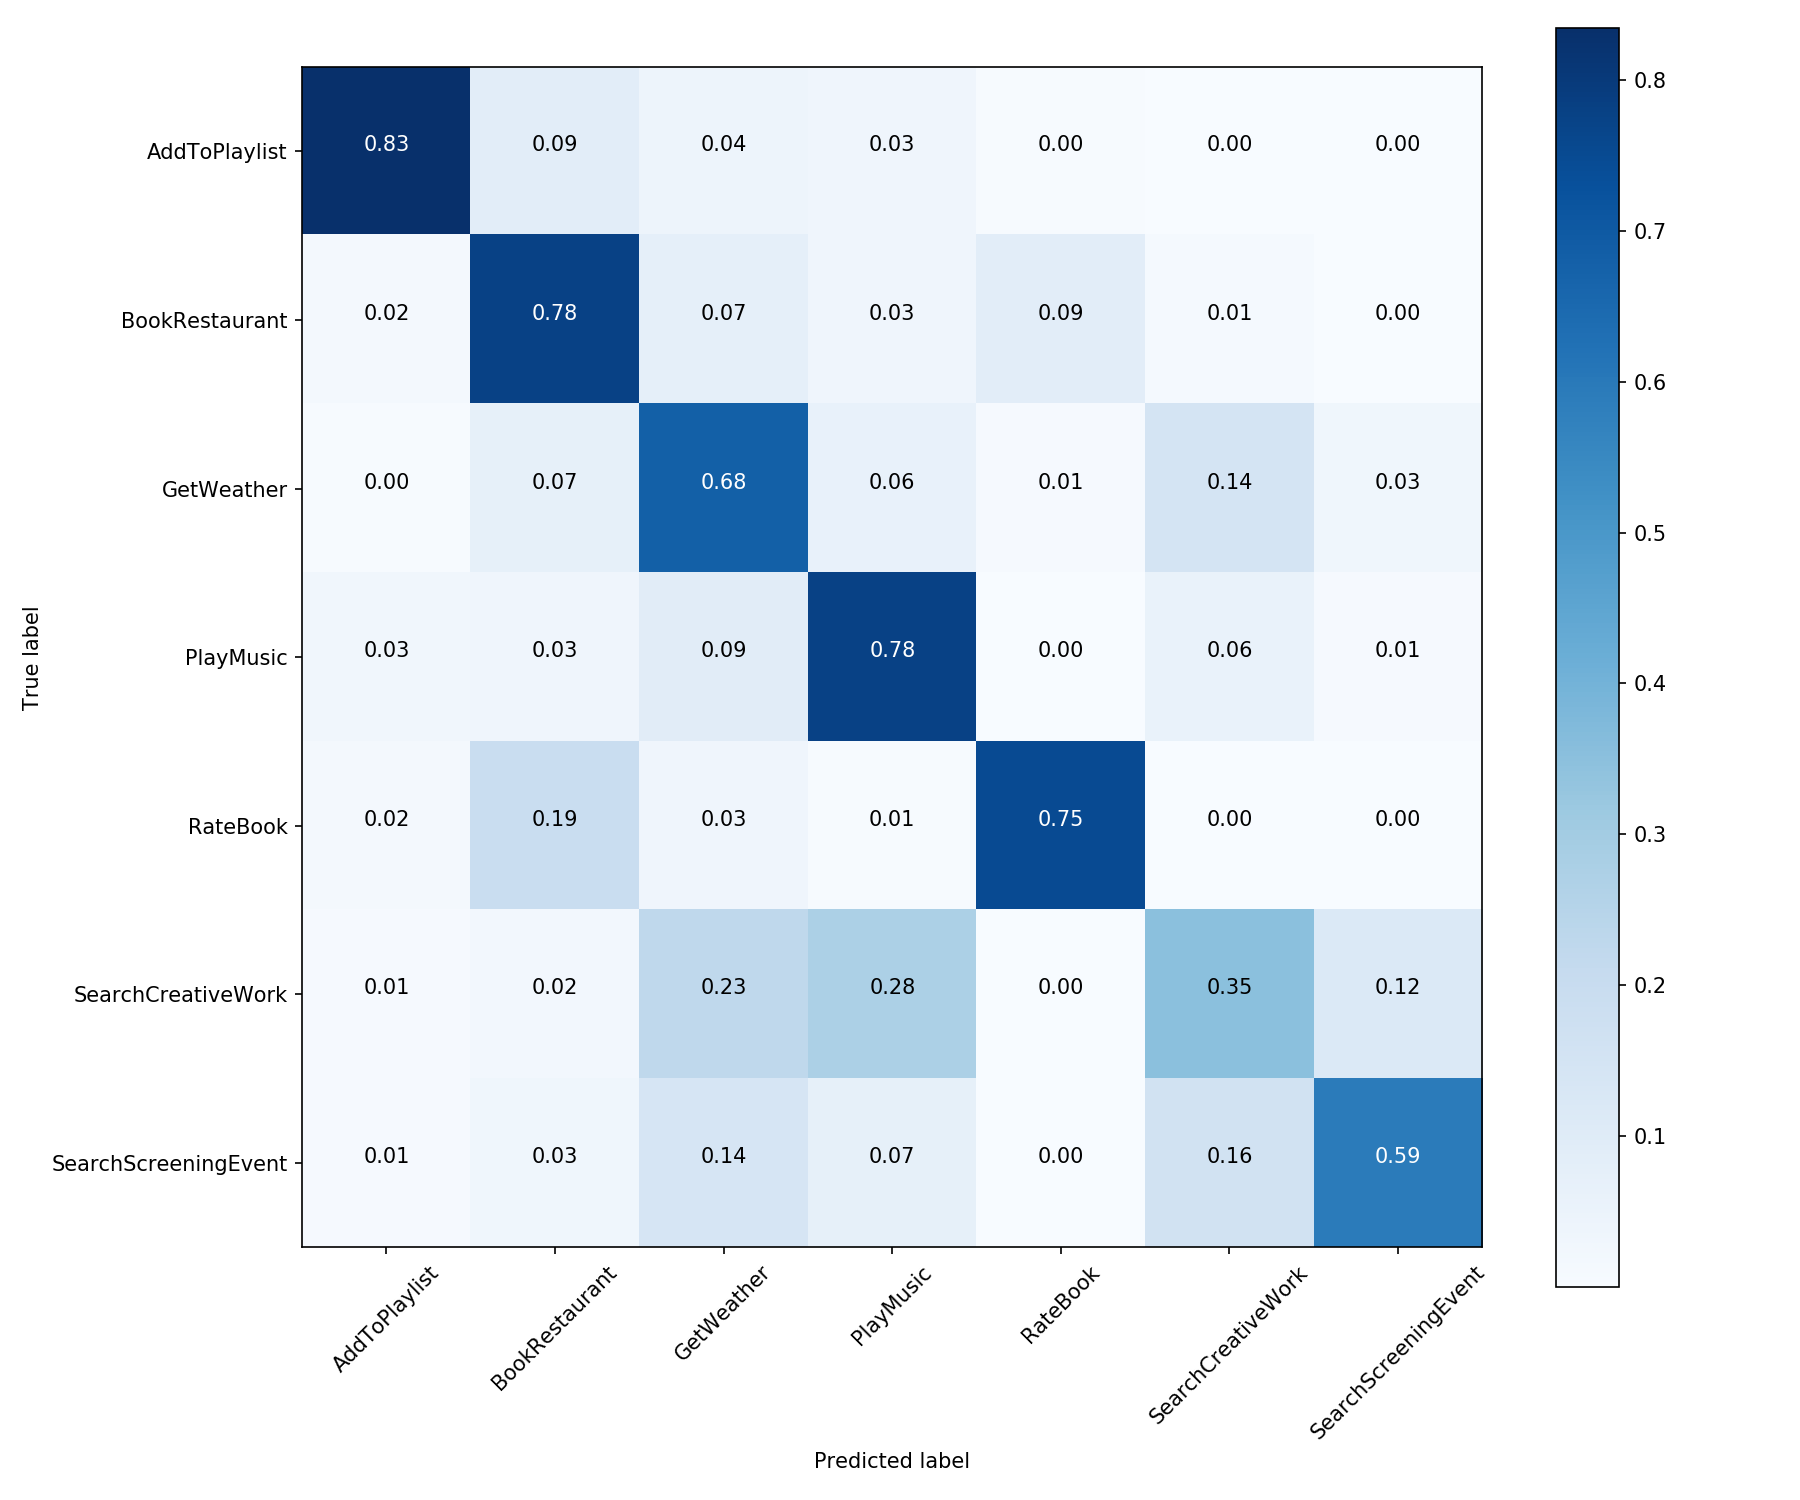 AddToPlaylist 0.83 0.09 0.04 0.03 0.00 0.00 0.00
BookRestaurant 0.02 0.78 0.07 0.03 0.09 0.01 0.00
GetWeather 0.00 0.07 0.68 0.06 0.01 0.14 0.03
PlayMusic 0.03 0.03 0.09 0.78 0.00 0.06 0.01
RateBook 0.02 0.19 0.03 0.01 0.75 0.00 0.00
SearchCreativeWork 0.01 0.02 0.23 0.28 0.00 0.35 0.12
SearchScreeningEvent 0.01 0.03 0.14 0.07 0.00 0.16 0.59
True label
AddToPlaylist BookRestaurant GetWeather PlayMusic RateBook SearchCreativeWork SearchScreeningEvent
Predicted label
0.8
0.7
0.6
0.5
0.4
0.3
0.2
0.1